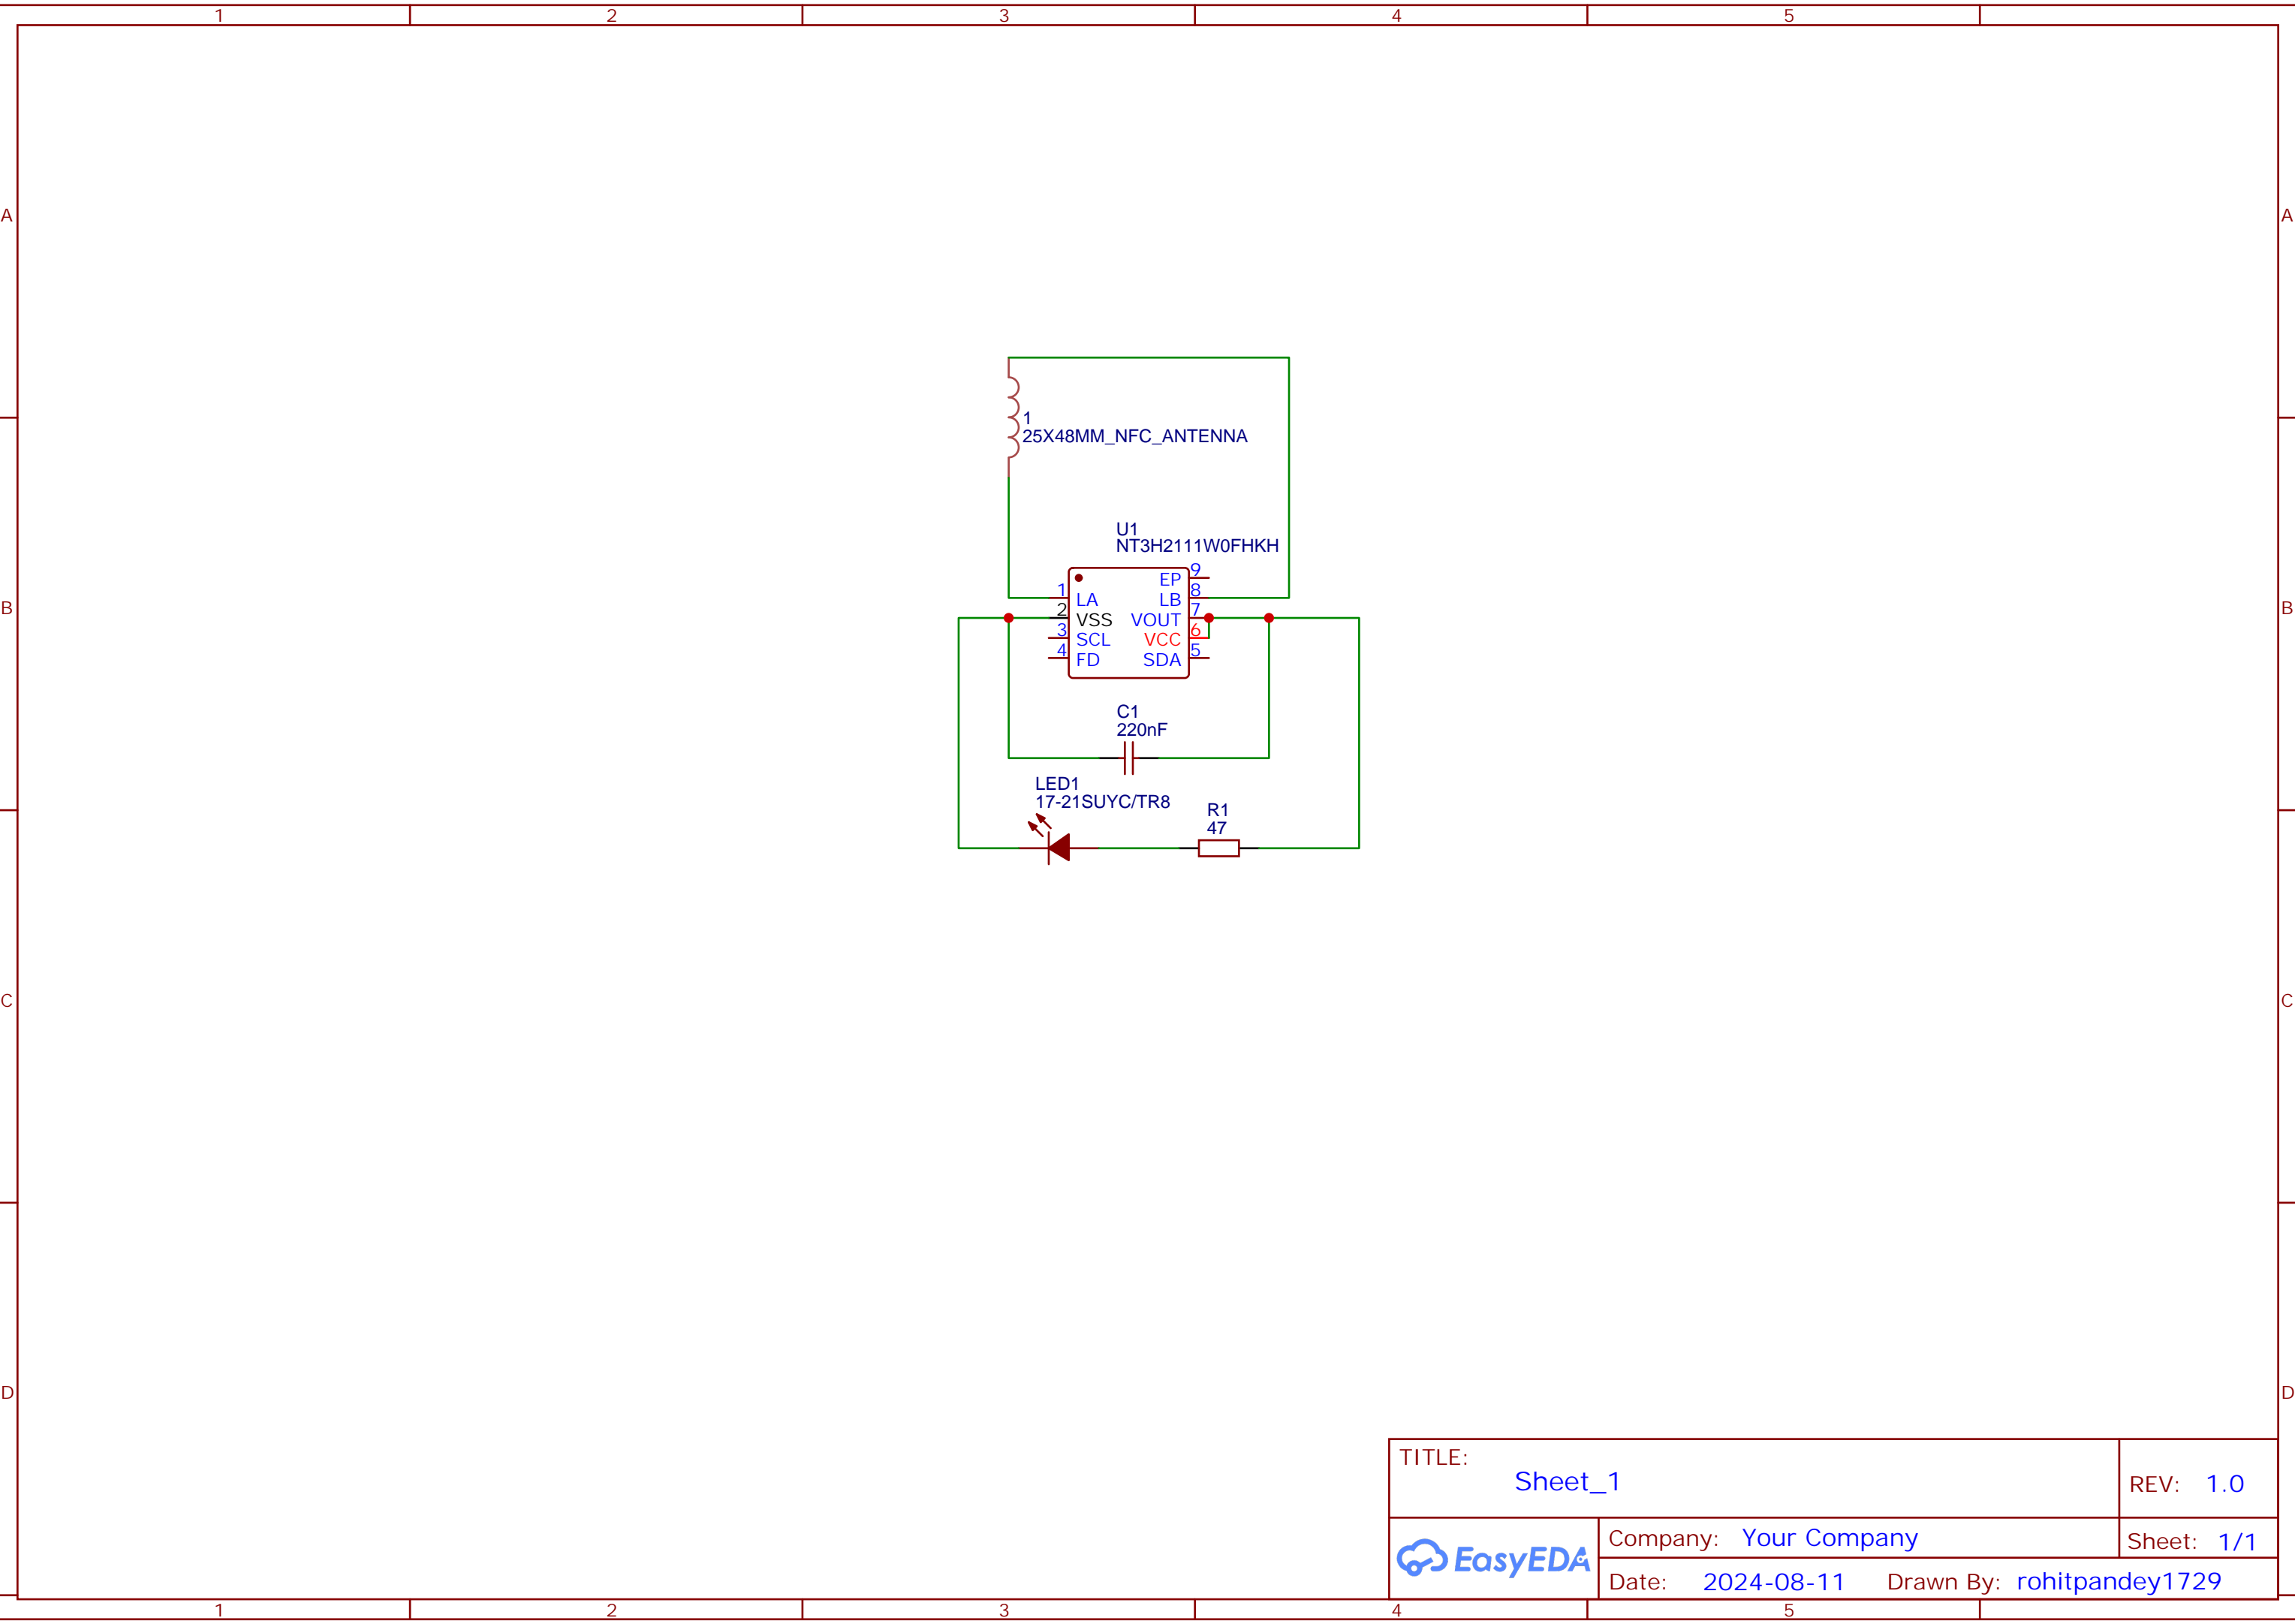 1 2 3 4 5
A A
1
25X48MM_NFC_ANTENNA
U1
NT3H2111W0FHKH
EP 9
1 LA LB 8
2 VSS VOUT 7
3 SCL VCC 6
4 FD SDA 5
B B
C1
220nF
LED1
17-21SUYC/TR8
R1
47
C C
D D
TITLE:
Sheet_1
REV: 1.0
EasyEDA
Company: Your Company
Sheet: 1/1
Date: 2024-08-11 Drawn By: rohitpandey1729
1 2 3 4 5